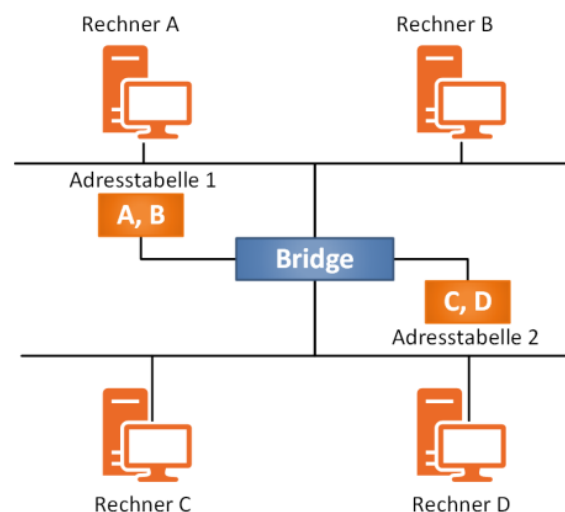 Rechner A
Rechner B
Adresstabelle 1
A, B
Bridge
C, D
Adresstabelle 2
Rechner C
Rechner D